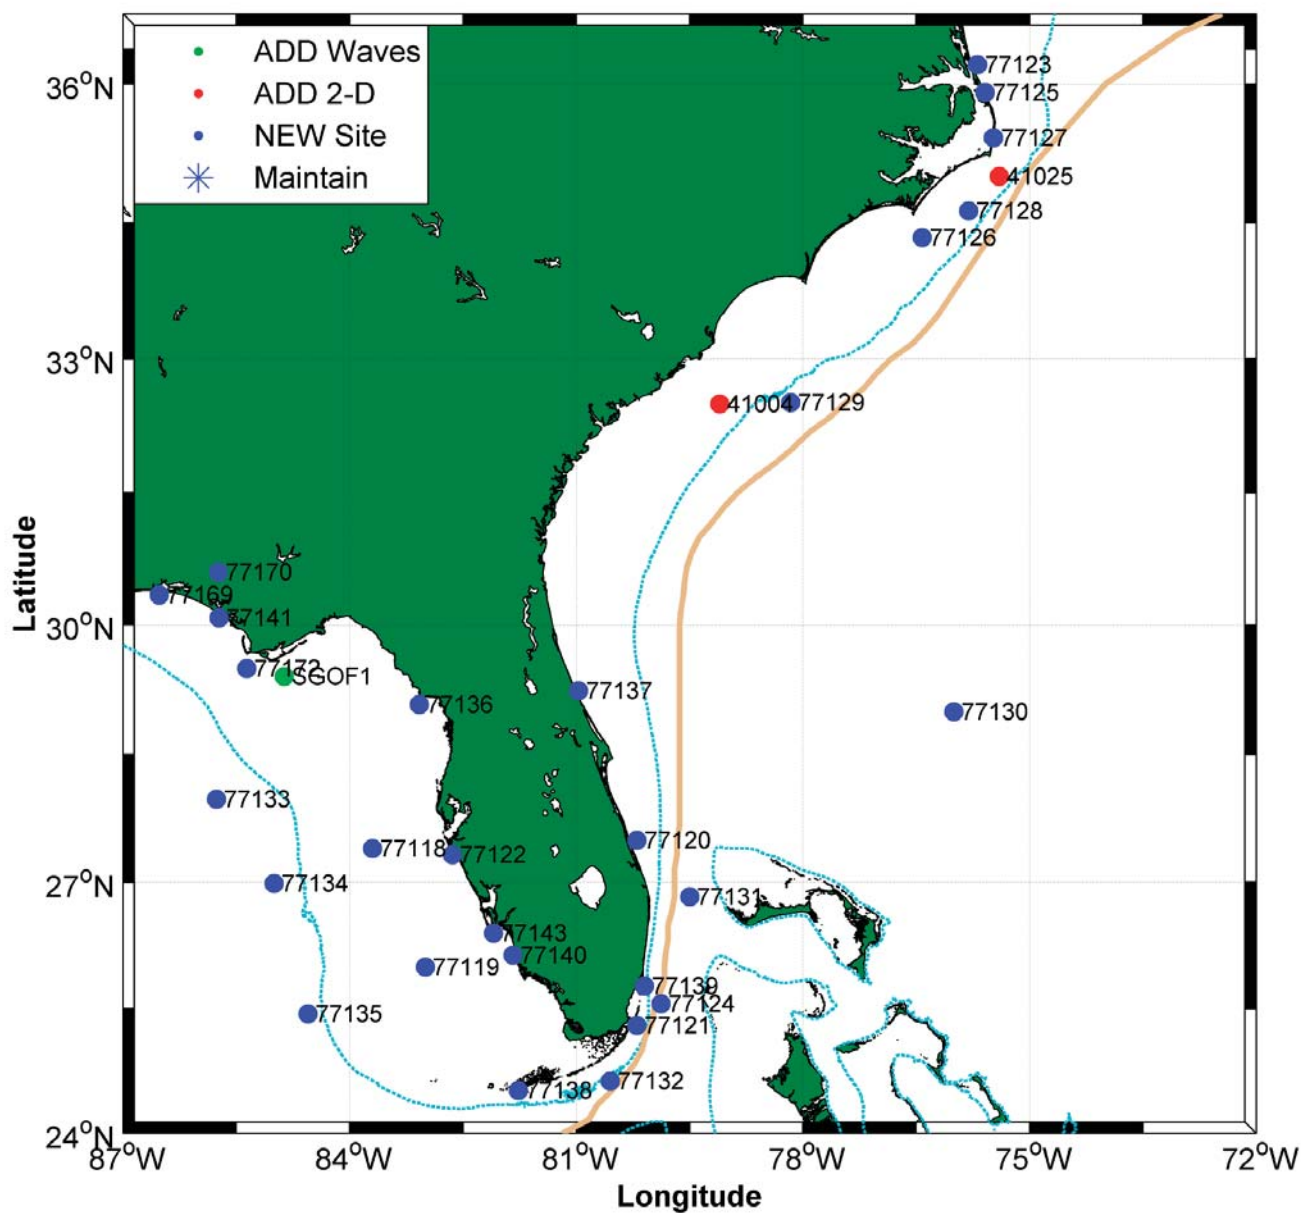 ADD Waves
ADD 2-D
NEW Site
Maintain
36°N
33°N
30°N
27°N
24°N
Latitude
77123
77125
77127
41025
77128
77126
41004
77129
77170
77169
77141
77172
SGOF1
77136
77137
77130
77133
77118
77122
77120
77134
77131
77143
77140
77119
77139
77124
77135
77121
77132
77138
87°W
84°W
81°W
78°W
75°W
72°W
Longitude